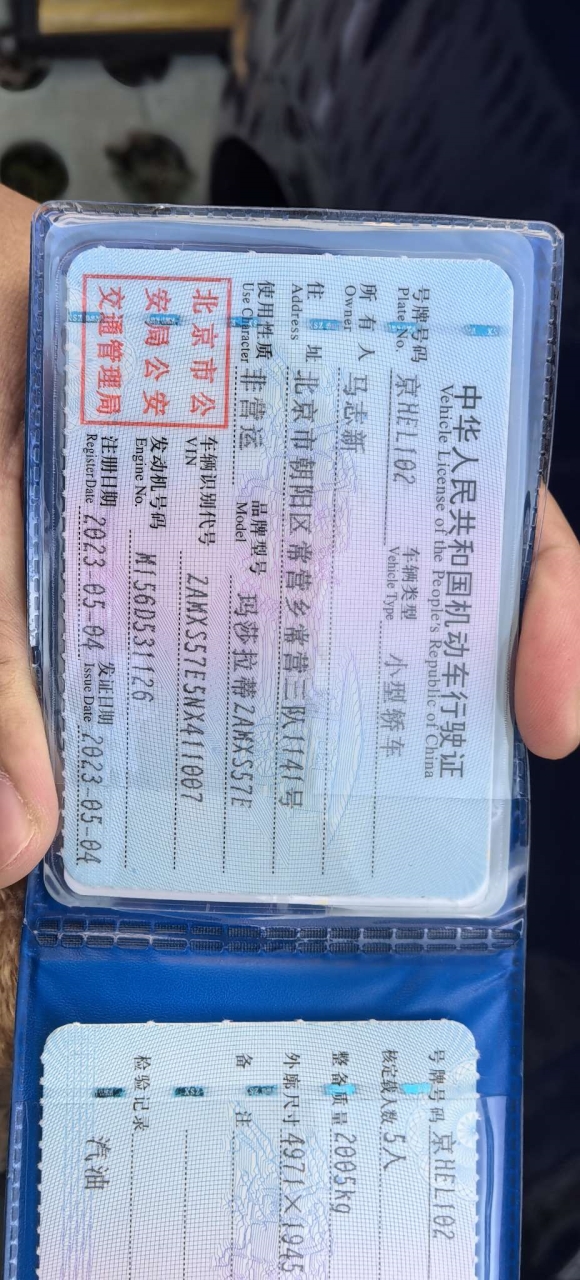 中华人民共和国机动车行驶证
Vehicle License of the People's Republic of China
号牌号码 京HEL102 车辆类型 小型轿车
Plate No. Vehicle Type
所有人 马志新
Owner
住址 北京市朝阳区常营乡常营三队1141号
Address
使用性质 非营运 品牌型号 玛莎拉蒂ZAMXS57E
Use Character Model
北京市公安局公安交通管理局
车辆识别代号 ZAMXS57E5NX411007
VIN
发动机号码 M156D531126
Engine No.
注册日期 2023-05-04 发证日期 2023-05-04
Register Date Issue Date
号牌号码 京HEL102
核定载人数 5人
整备质量 2005kg
外廓尺寸 4971×1945
备注
检验记录
汽油